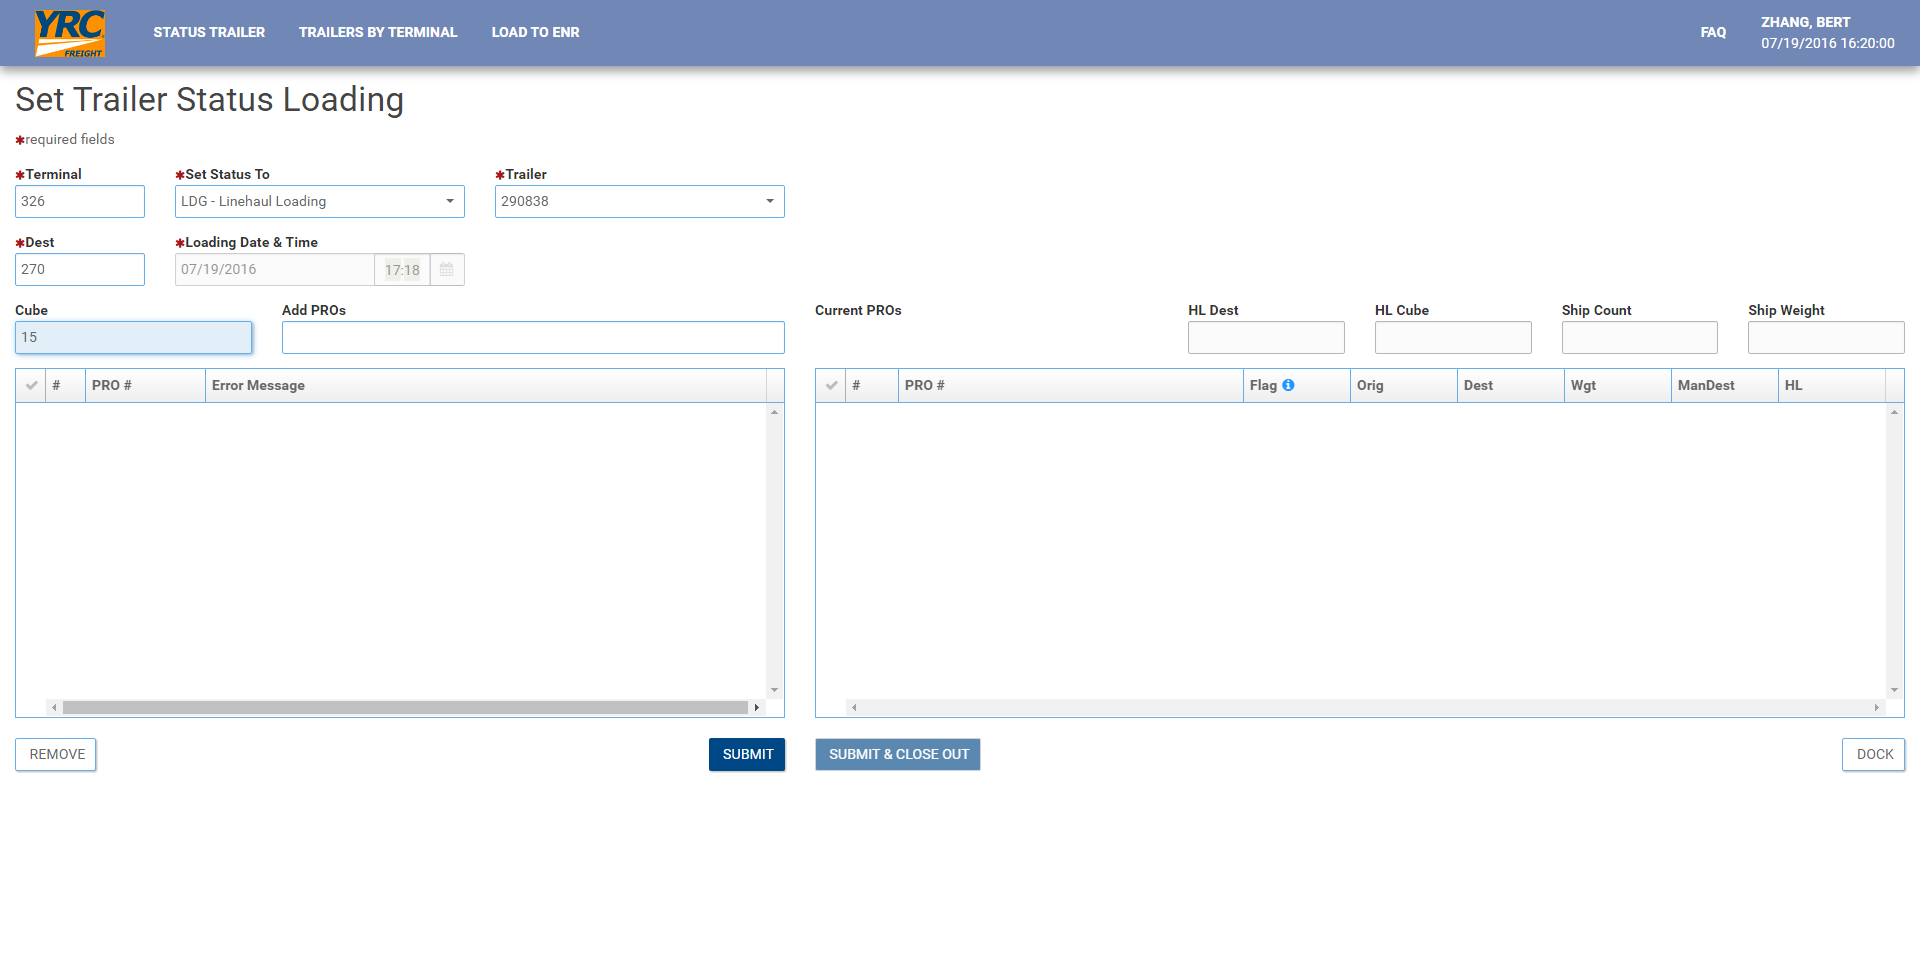 YRC
FREIGHT
STATUS TRAILER
TRAILERS BY TERMINAL
LOAD TO ENR
FAQ
ZHANG, BERT
07/19/2016 16:20:00
Set Trailer Status Loading
✱required fields
✱Terminal
✱Set Status To
✱Trailer
326
LDG - Linehaul Loading
290838
✱Dest
✱Loading Date & Time
270
07/19/2016
17:18
Cube
Add PROs
Current PROs
HL Dest
HL Cube
Ship Count
Ship Weight
15
#
PRO #
Error Message
#
PRO #
Flag
Orig
Dest
Wgt
ManDest
HL
REMOVE
SUBMIT
SUBMIT & CLOSE OUT
DOCK